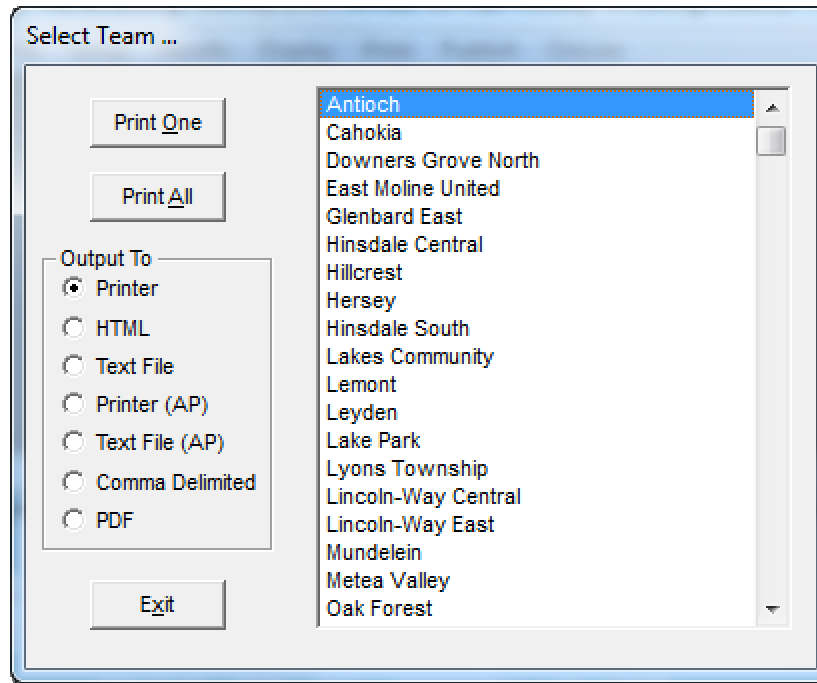 Select Team ...
Print One
Print All
Output To
Printer
HTML
Text File
Printer (AP)
Text File (AP)
Comma Delimited
PDF
Exit
Antioch
Cahokia
Downers Grove North
East Moline United
Glenbard East
Hinsdale Central
Hillcrest
Hersey
Hinsdale South
Lakes Community
Lemont
Leyden
Lake Park
Lyons Township
Lincoln-Way Central
Lincoln-Way East
Mundelein
Metea Valley
Oak Forest